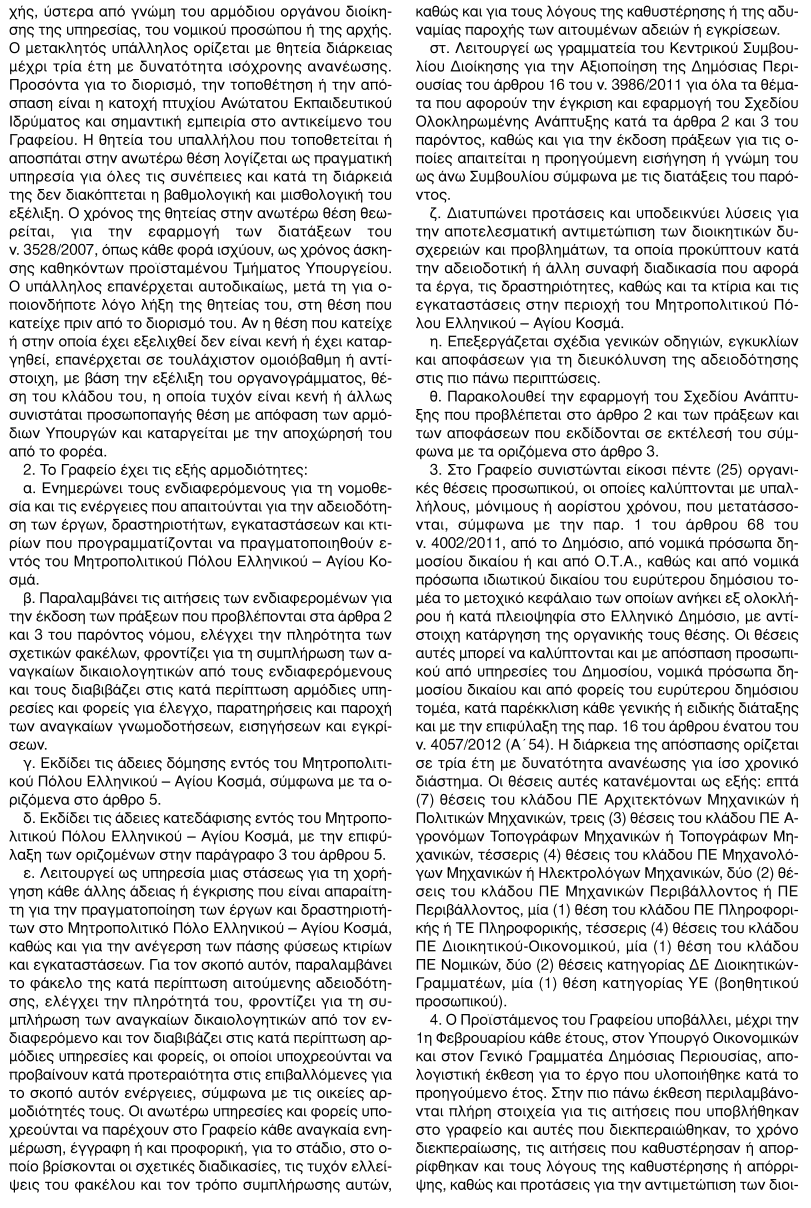 χής, ύστερα από γνώμη του αρμόδιου οργάνου διοίκη-
σης της υπηρεσίας, του νομικού προσώπου ή της αρχής.
Ο μετακλητός υπάλληλος ορίζεται με θητεία διάρκειας
μέχρι τρία έτη με δυνατότητα ισόχρονης ανανέωσης.
Προσόντα για το διορισμό, την τοποθέτηση ή την από-
σπαση είναι η κατοχή πτυχίου Ανώτατου Εκπαιδευτικού
Ιδρύματος και σημαντική εμπειρία στο αντικείμενο του
Γραφείου. Η θητεία του υπαλλήλου που τοποθετείται ή
αποσπάται στην ανωτέρω θέση λογίζεται ως πραγματική
υπηρεσία για όλες τις συνέπειες και κατά τη διάρκειά
της δεν διακόπτεται η βαθμολογική και μισθολογική του
εξέλιξη. Ο χρόνος της θητείας στην ανωτέρω θέση θεω-
ρείται, για την εφαρμογή των διατάξεων του
ν. 3528/2007, όπως κάθε φορά ισχύουν, ως χρόνος άσκη-
σης καθηκόντων προϊσταμένου Τμήματος Υπουργείου.
Ο υπάλληλος επανέρχεται αυτοδικαίως, μετά τη για ο-
ποιονδήποτε λόγο λήξη της θητείας του, στη θέση που
κατείχε πριν από το διορισμό του. Αν η θέση που κατείχε
ή στην οποία έχει εξελιχθεί δεν είναι κενή ή έχει καταρ-
γηθεί, επανέρχεται σε τουλάχιστον ομοιόβαθμη ή αντί-
στοιχη, με βάση την εξέλιξη του οργανογράμματος, θέ-
ση του κλάδου του, η οποία τυχόν είναι κενή ή άλλως
συνιστάται προσωποπαγής θέση με απόφαση των αρμό-
διων Υπουργών και καταργείται με την αποχώρησή του
από το φορέα.
2. Το Γραφείο έχει τις εξής αρμοδιότητες:
α. Ενημερώνει τους ενδιαφερόμενους για τη νομοθε-
σία και τις ενέργειες που απαιτούνται για την αδειοδότη-
ση των έργων, δραστηριοτήτων, εγκαταστάσεων και κτι-
ρίων που προγραμματίζονται να πραγματοποιηθούν ε-
ντός του Μητροπολιτικού Πόλου Ελληνικού – Αγίου Κο-
σμά.
β. Παραλαμβάνει τις αιτήσεις των ενδιαφερομένων για
την έκδοση των πράξεων που προβλέπονται στα άρθρα 2
και 3 του παρόντος νόμου, ελέγχει την πληρότητα των
σχετικών φακέλων, φροντίζει για τη συμπλήρωση των α-
ναγκαίων δικαιολογητικών από τους ενδιαφερόμενους
και τους διαβιβάζει στις κατά περίπτωση αρμόδιες υπη-
ρεσίες και φορείς για έλεγχο, παρατηρήσεις και παροχή
των αναγκαίων γνωμοδοτήσεων, εισηγήσεων και εγκρί-
σεων.
γ. Εκδίδει τις άδειες δόμησης εντός του Μητροπολιτι-
κού Πόλου Ελληνικού – Αγίου Κοσμά, σύμφωνα με τα ο-
ριζόμενα στο άρθρο 5.
δ. Εκδίδει τις άδειες κατεδάφισης εντός του Μητροπο-
λιτικού Πόλου Ελληνικού – Αγίου Κοσμά, με την επιφύ-
λαξη των οριζομένων στην παράγραφο 3 του άρθρου 5.
ε. Λειτουργεί ως υπηρεσία μιας στάσεως για τη χορή-
γηση κάθε άλλης άδειας ή έγκρισης που είναι απαραίτη-
τη για την πραγματοποίηση των έργων και δραστηριοτή-
των στο Μητροπολιτικό Πόλο Ελληνικού – Αγίου Κοσμά,
καθώς και για την ανέγερση των πάσης φύσεως κτιρίων
και εγκαταστάσεων. Για τον σκοπό αυτόν, παραλαμβάνει
το φάκελο της κατά περίπτωση αιτούμενης αδειοδότη-
σης, ελέγχει την πληρότητά του, φροντίζει για τη συ-
μπλήρωση των αναγκαίων δικαιολογητικών από τον εν-
διαφερόμενο και τον διαβιβάζει στις κατά περίπτωση αρ-
μόδιες υπηρεσίες και φορείς, οι οποίοι υποχρεούνται να
προβαίνουν κατά προτεραιότητα στις επιβαλλόμενες για
το σκοπό αυτόν ενέργειες, σύμφωνα με τις οικείες αρ-
μοδιότητές τους. Οι ανωτέρω υπηρεσίες και φορείς υπο-
χρεούνται να παρέχουν στο Γραφείο κάθε αναγκαία ενη-
μέρωση, έγγραφη ή και προφορική, για το στάδιο, στο ο-
ποίο βρίσκονται οι σχετικές διαδικασίες, τις τυχόν ελλεί-
ψεις του φακέλου και τον τρόπο συμπλήρωσης αυτών,
καθώς και για τους λόγους της καθυστέρησης ή της αδυ-
ναμίας παροχής των αιτουμένων αδειών ή εγκρίσεων.
στ. Λειτουργεί ως γραμματεία του Κεντρικού Συμβου-
λίου Διοίκησης για την Αξιοποίηση της Δημόσιας Περι-
ουσίας του άρθρου 16 του ν. 3986/2011 για όλα τα θέμα-
τα που αφορούν την έγκριση και εφαρμογή του Σχεδίου
Ολοκληρωμένης Ανάπτυξης κατά τα άρθρα 2 και 3 του
παρόντος, καθώς και για την έκδοση πράξεων για τις ο-
ποίες απαιτείται η προηγούμενη εισήγηση ή γνώμη του
ως άνω Συμβουλίου σύμφωνα με τις διατάξεις του παρό-
ντος.
ζ. Διατυπώνει προτάσεις και υποδεικνύει λύσεις για
την αποτελεσματική αντιμετώπιση των διοικητικών δυ-
σχερειών και προβλημάτων, τα οποία προκύπτουν κατά
την αδειοδοτική ή άλλη συναφή διαδικασία που αφορά
τα έργα, τις δραστηριότητες, καθώς και τα κτίρια και τις
εγκαταστάσεις στην περιοχή του Μητροπολιτικού Πό-
λου Ελληνικού – Αγίου Κοσμά.
η. Επεξεργάζεται σχέδια γενικών οδηγιών, εγκυκλίων
και αποφάσεων για τη διευκόλυνση της αδειοδότησης
στις πιο πάνω περιπτώσεις.
θ. Παρακολουθεί την εφαρμογή του Σχεδίου Ανάπτυ-
ξης που προβλέπεται στο άρθρο 2 και των πράξεων και
των αποφάσεων που εκδίδονται σε εκτέλεσή του σύμ-
φωνα με τα οριζόμενα στο άρθρο 3.
3. Στο Γραφείο συνιστώνται είκοσι πέντε (25) οργανι-
κές θέσεις προσωπικού, οι οποίες καλύπτονται με υπαλ-
λήλους, μόνιμους ή αορίστου χρόνου, που μετατάσσο-
νται, σύμφωνα με την παρ. 1 του άρθρου 68 του
ν. 4002/2011, από το Δημόσιο, από νομικά πρόσωπα δη-
μοσίου δικαίου ή και από Ο.Τ.Α., καθώς και από νομικά
πρόσωπα ιδιωτικού δικαίου του ευρύτερου δημόσιου το-
μέα το μετοχικό κεφάλαιο των οποίων ανήκει εξ ολοκλή-
ρου ή κατά πλειοψηφία στο Ελληνικό Δημόσιο, με αντί-
στοιχη κατάργηση της οργανικής τους θέσης. Οι θέσεις
αυτές μπορεί να καλύπτονται και με απόσπαση προσωπι-
κού από υπηρεσίες του Δημοσίου, νομικά πρόσωπα δη-
μοσίου δικαίου και από φορείς του ευρύτερου δημόσιου
τομέα, κατά παρέκκλιση κάθε γενικής ή ειδικής διάταξης
και με την επιφύλαξη της παρ. 16 του άρθρου ένατου του
ν. 4057/2012 (Α΄ 54). Η διάρκεια της απόσπασης ορίζεται
σε τρία έτη με δυνατότητα ανανέωσης για ίσο χρονικό
διάστημα. Οι θέσεις αυτές κατανέμονται ως εξής: επτά
(7) θέσεις του κλάδου ΠΕ Αρχιτεκτόνων Μηχανικών ή
Πολιτικών Μηχανικών, τρεις (3) θέσεις του κλάδου ΠΕ Α-
γρονόμων Τοπογράφων Μηχανικών ή Τοπογράφων Μη-
χανικών, τέσσερις (4) θέσεις του κλάδου ΠΕ Μηχανολό-
γων Μηχανικών ή Ηλεκτρολόγων Μηχανικών, δύο (2) θέ-
σεις του κλάδου ΠΕ Μηχανικών Περιβάλλοντος ή ΠΕ
Περιβάλλοντος, μία (1) θέση του κλάδου ΠΕ Πληροφορι-
κής ή ΤΕ Πληροφορικής, τέσσερις (4) θέσεις του κλάδου
ΠΕ Διοικητικού-Οικονομικού, μία (1) θέση του κλάδου
ΠΕ Νομικών, δύο (2) θέσεις κατηγορίας ΔΕ Διοικητικών-
Γραμματέων, μία (1) θέση κατηγορίας ΥΕ (βοηθητικού
προσωπικού).
4. Ο Προϊστάμενος του Γραφείου υποβάλλει, μέχρι την
1η Φεβρουαρίου κάθε έτους, στον Υπουργό Οικονομικών
και στον Γενικό Γραμματέα Δημόσιας Περιουσίας, απο-
λογιστική έκθεση για το έργο που υλοποιήθηκε κατά το
προηγούμενο έτος. Στην πιο πάνω έκθεση περιλαμβάνο-
νται πλήρη στοιχεία για τις αιτήσεις που υποβλήθηκαν
στο γραφείο και αυτές που διεκπεραιώθηκαν, το χρόνο
διεκπεραίωσης, τις αιτήσεις που καθυστέρησαν ή απορ-
ρίφθηκαν και τους λόγους της καθυστέρησης ή απόρρι-
ψης, καθώς και προτάσεις για την αντιμετώπιση των διοι-